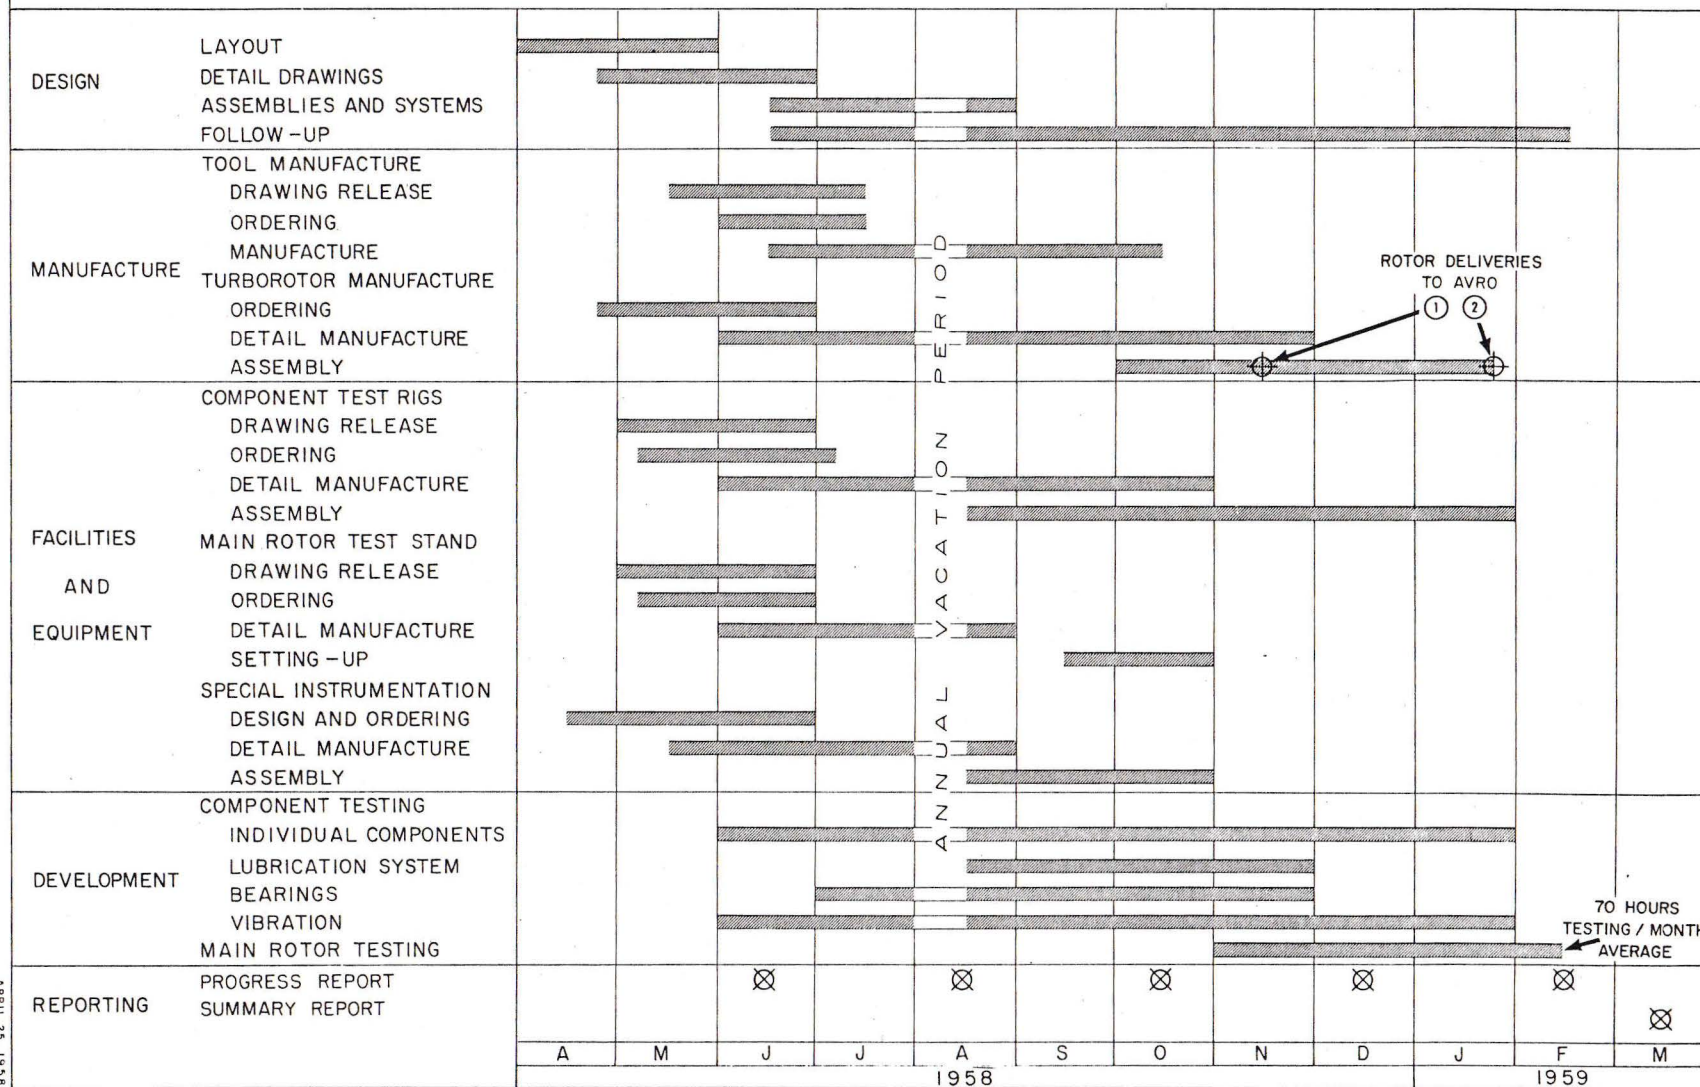 DESIGN
LAYOUT
DETAIL DRAWINGS
ASSEMBLIES AND SYSTEMS
FOLLOW-UP
MANUFACTURE
TOOL MANUFACTURE
DRAWING RELEASE
ORDERING
MANUFACTURE
TURBOROTOR MANUFACTURE
ORDERING
DETAIL MANUFACTURE
ASSEMBLY
ROTOR DELIVERIES
TO AVRO
1 2
FACILITIES
AND
EQUIPMENT
COMPONENT TEST RIGS
DRAWING RELEASE
ORDERING
DETAIL MANUFACTURE
ASSEMBLY
MAIN ROTOR TEST STAND
DRAWING RELEASE
ORDERING
DETAIL MANUFACTURE
SETTING-UP
SPECIAL INSTRUMENTATION
DESIGN AND ORDERING
DETAIL MANUFACTURE
ASSEMBLY
ANNUAL VACATION PERIOD
DEVELOPMENT
COMPONENT TESTING
INDIVIDUAL COMPONENTS
LUBRICATION SYSTEM
BEARINGS
VIBRATION
MAIN ROTOR TESTING
70 HOURS
TESTING / MONTH
AVERAGE
REPORTING
PROGRESS REPORT
SUMMARY REPORT
A M J J A S O N D J F M
1958 1959
APRIL 25 1958